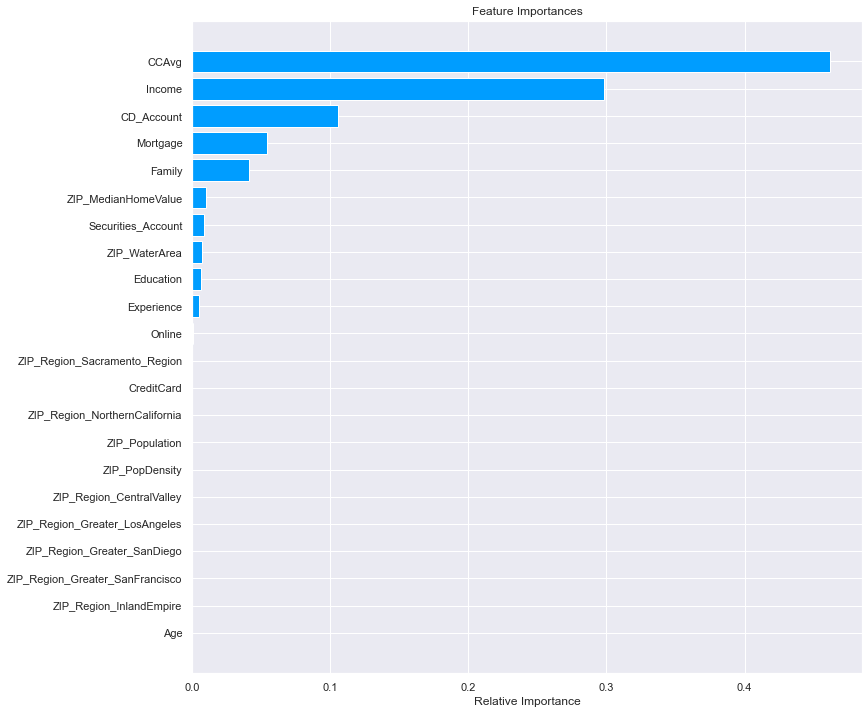 Feature Importances
CCAvg
Income
CD_Account
Mortgage
Family
ZIP_MedianHomeValue
Securities_Account
ZIP_WaterArea
Education
Experience
Online
ZIP_Region_Sacramento_Region
CreditCard
ZIP_Region_NorthernCalifornia
ZIP_Population
ZIP_PopDensity
ZIP_Region_CentralValley
ZIP_Region_Greater_LosAngeles
ZIP_Region_Greater_SanDiego
ZIP_Region_Greater_SanFrancisco
ZIP_Region_InlandEmpire
Age
0.0 0.1 0.2 0.3 0.4
Relative Importance